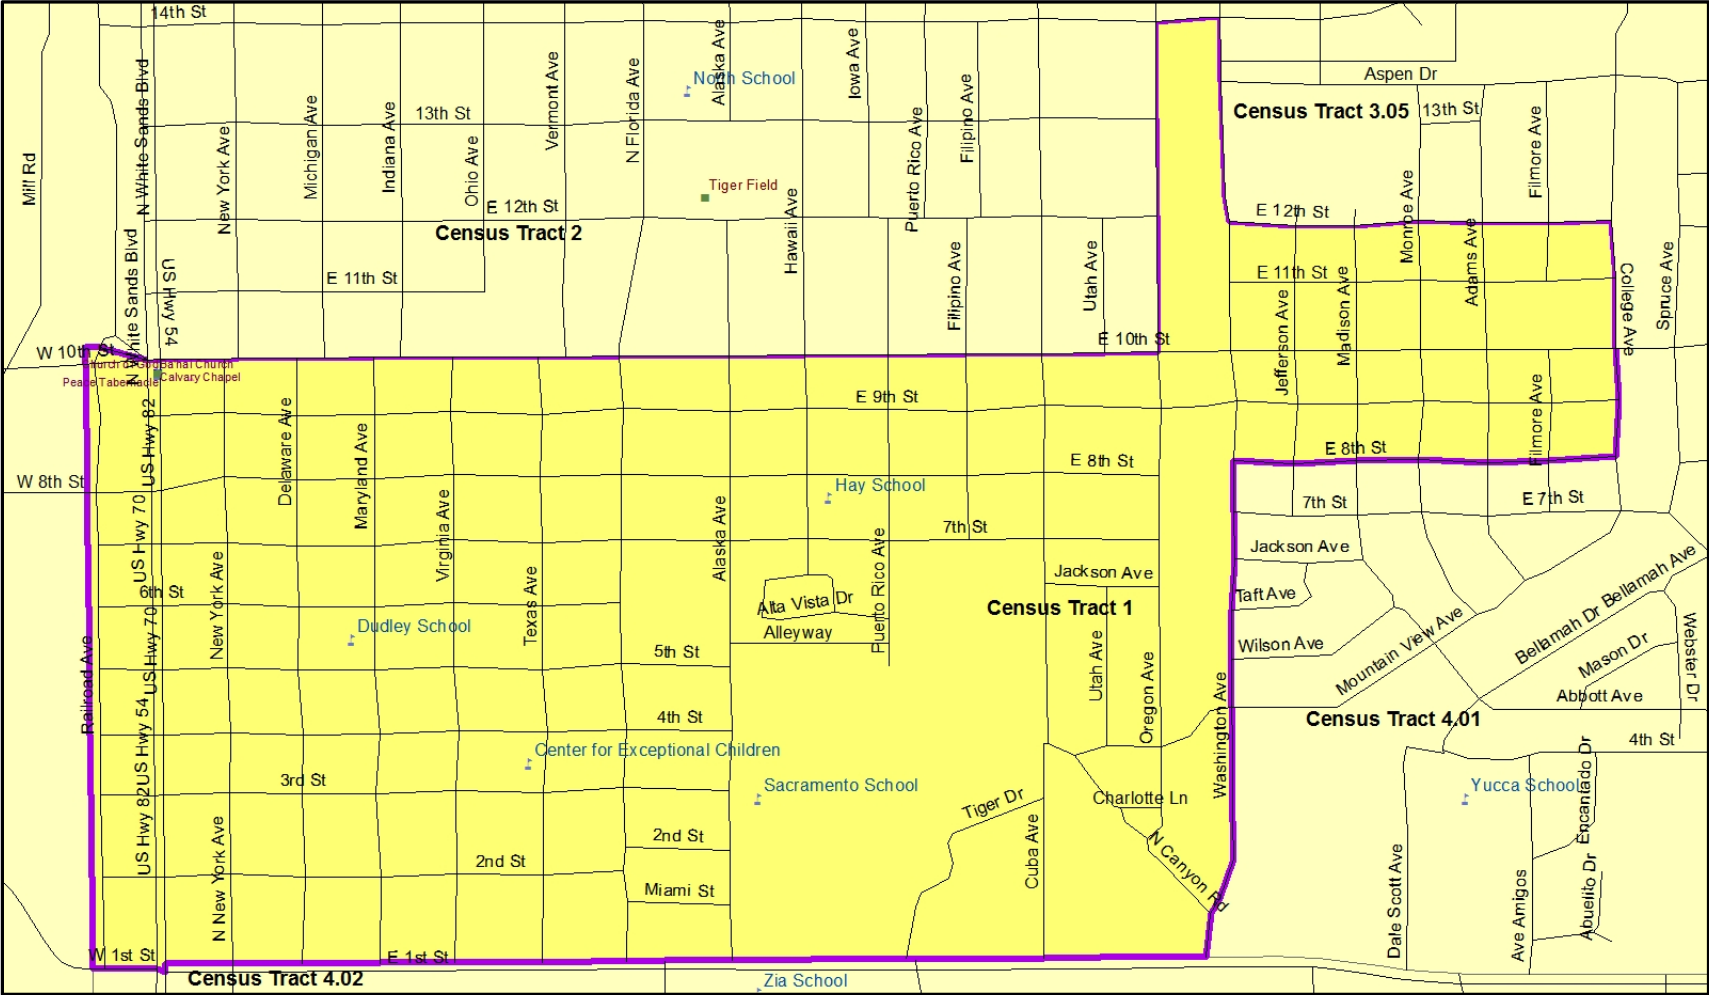 14th St
Aspen Dr
North School
Census Tract 3.05
13th St
13th St
N White Sands Blvd
Mill Rd
New York Ave
Michigan Ave
Indiana Ave
Ohio Ave
Vermont Ave
N Florida Ave
Alaska Ave
Iowa Ave
Puerto Rico Ave
Filipino Ave
Filmore Ave
Monroe Ave
Tiger Field
E 12th St
E 12th St
Census Tract 2
Hawaii Ave
Filipino Ave
Utah Ave
Adams Ave
E 11th St
E 11th St
N White Sands Blvd
US Hwy 54
Jefferson Ave
Madison Ave
College Ave
Spruce Ave
E 10th St
W 10th St
Calvary Chapel
Peace Tabernacle
E 9th St
US Hwy 82
Delaware Ave
Maryland Ave
Filmore Ave
E 8th St
E 8th St
W 8th St
Hay School
7th St
E 7th St
7th St
US Hwy 70
Virginia Ave
Alaska Ave
Puerto Rico Ave
New York Ave
Texas Ave
Jackson Ave
Jackson Ave
6th St
Taft Ave
Alta Vista Dr
Census Tract 1
Bellamah Dr
Bellamah Ave
Dudley School
Alleyway
Wilson Ave
Mountain View Ave
Mason Dr
Webster Dr
US Hwy 70
Railroad Ave
5th St
Utah Ave
Oregon Ave
Washington Ave
Abbott Ave
4th St
Census Tract 4.01
4th St
US Hwy 54
Center for Exceptional Children
3rd St
Sacramento School
Yucca School
Encantado Dr
US Hwy 82
Tiger Dr
Charlotte Ln
2nd St
2nd St
Cuba Ave
N Canyon Rd
N New York Ave
Miami St
Dale Scott Ave
Ave Amigos
Abuelito Dr
W 1st St
E 1st St
Census Tract 4.02
Zia School